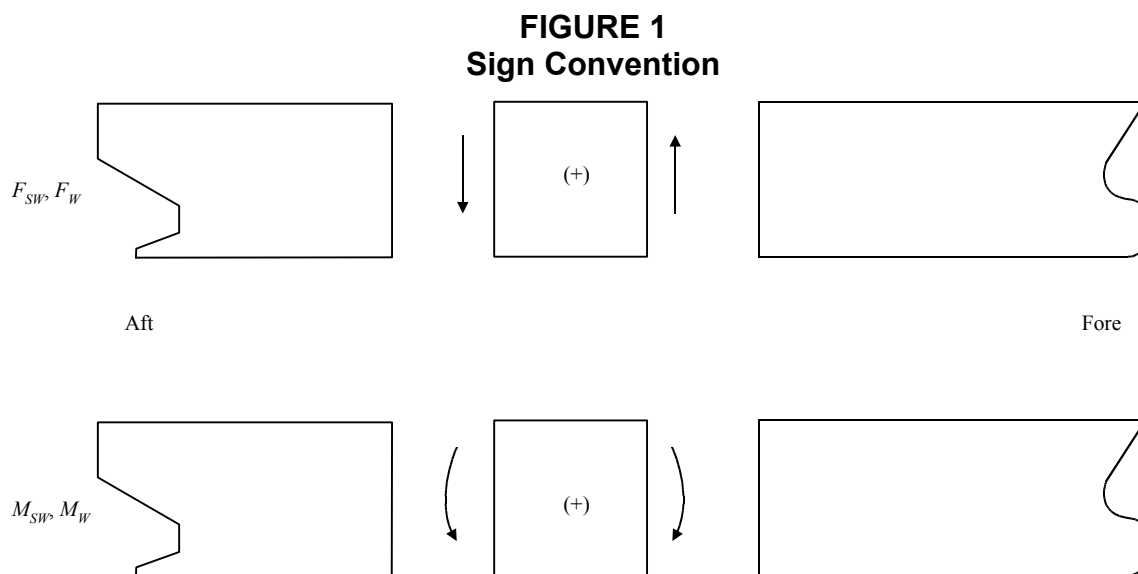 FIGURE 1
Sign Convention
F_SW, F_W
(+)
Aft
Fore
M_SW, M_W
(+)